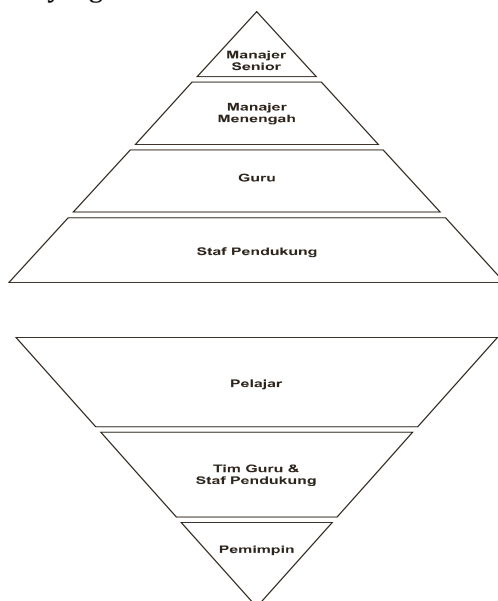 Manajer
Senior
Manajer
Menengah
Guru
Staf Pendukung
Pelajar
Tim Guru &
Staf Pendukung
Pemimpin